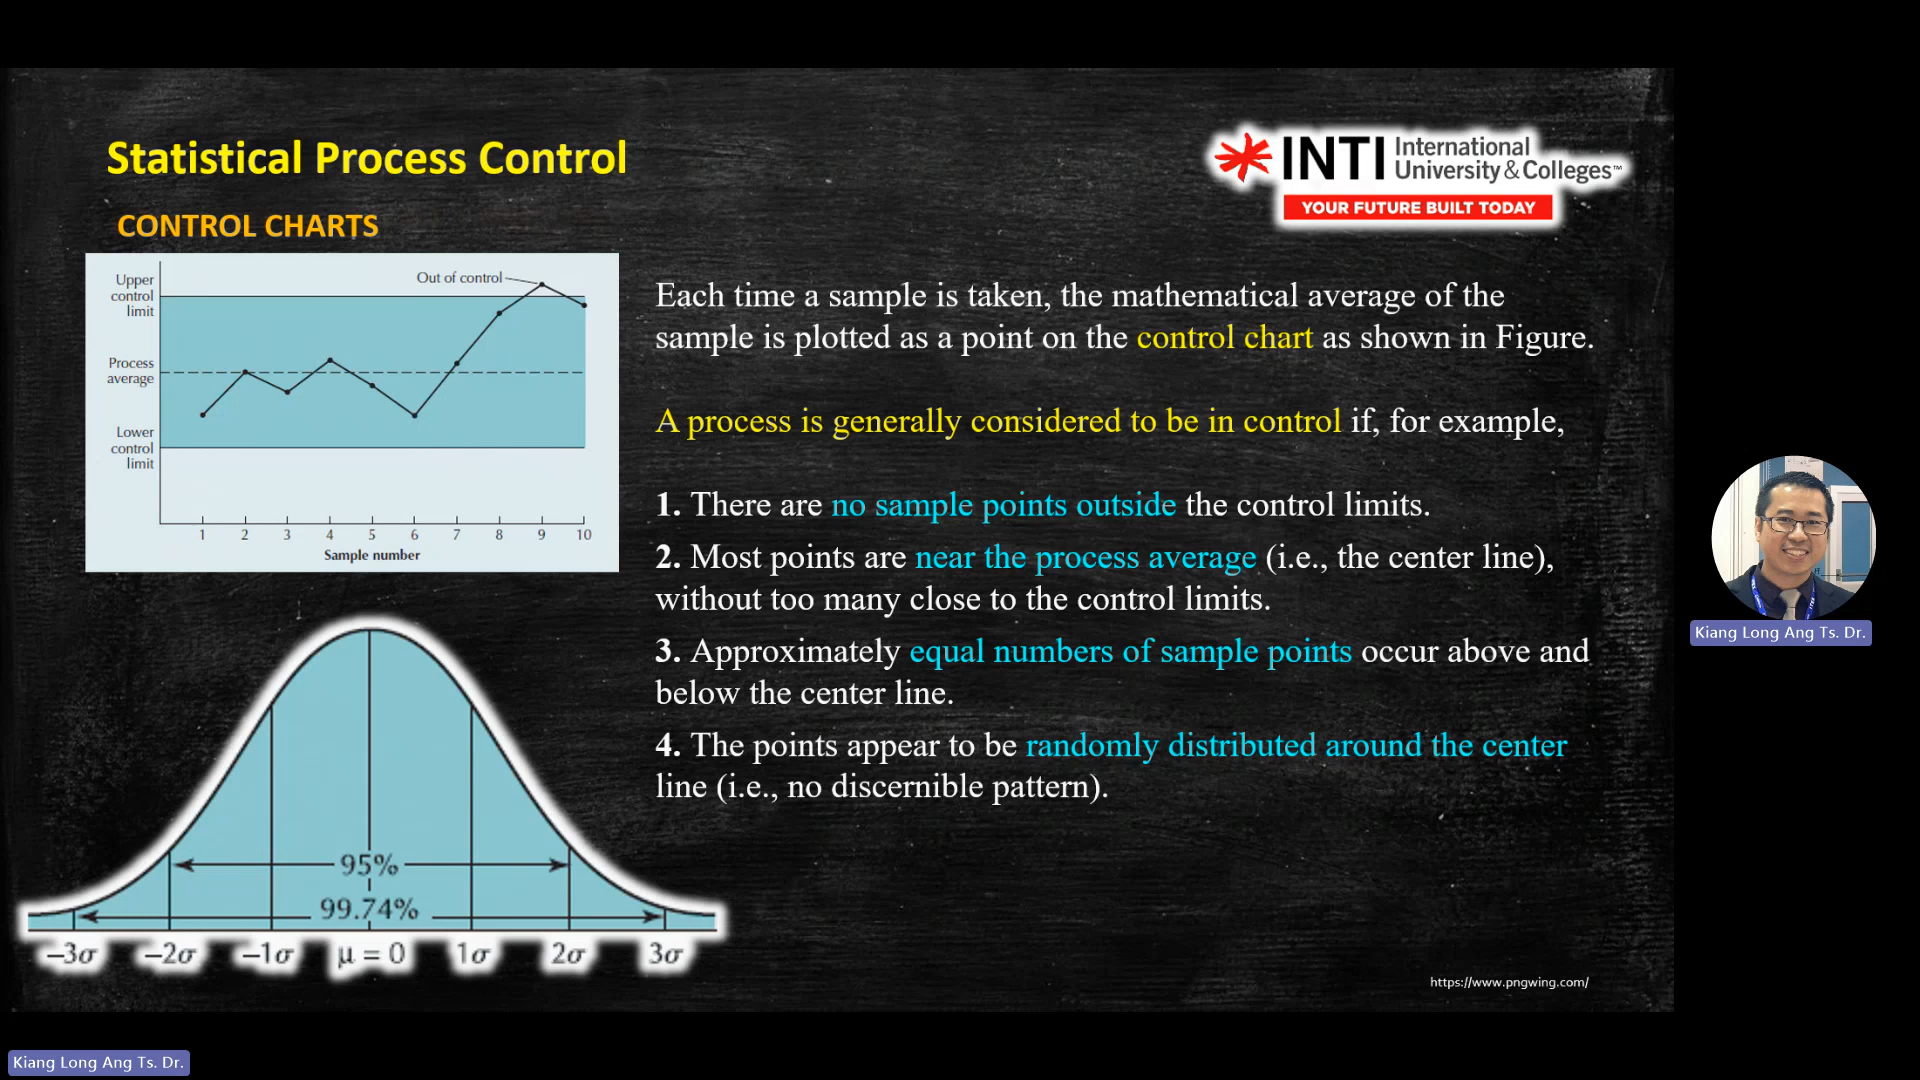 Statistical Process Control
INTI International
University & Colleges™
YOUR FUTURE BUILT TODAY
CONTROL CHARTS
Upper
control
limit
Out of control
Process
average
Lower
control
limit
1 2 3 4 5 6 7 8 9 10
Sample number
Each time a sample is taken, the mathematical average of the
sample is plotted as a point on the control chart as shown in Figure.
A process is generally considered to be in control if, for example,
1. There are no sample points outside the control limits.
2. Most points are near the process average (i.e., the center line),
without too many close to the control limits.
3. Approximately equal numbers of sample points occur above and
below the center line.
4. The points appear to be randomly distributed around the center
line (i.e., no discernible pattern).
95%
99.74%
–3σ –2σ –1σ μ = 0 1σ 2σ 3σ
https://www.pngwing.com/
Kiang Long Ang Ts. Dr.
Kiang Long Ang Ts. Dr.